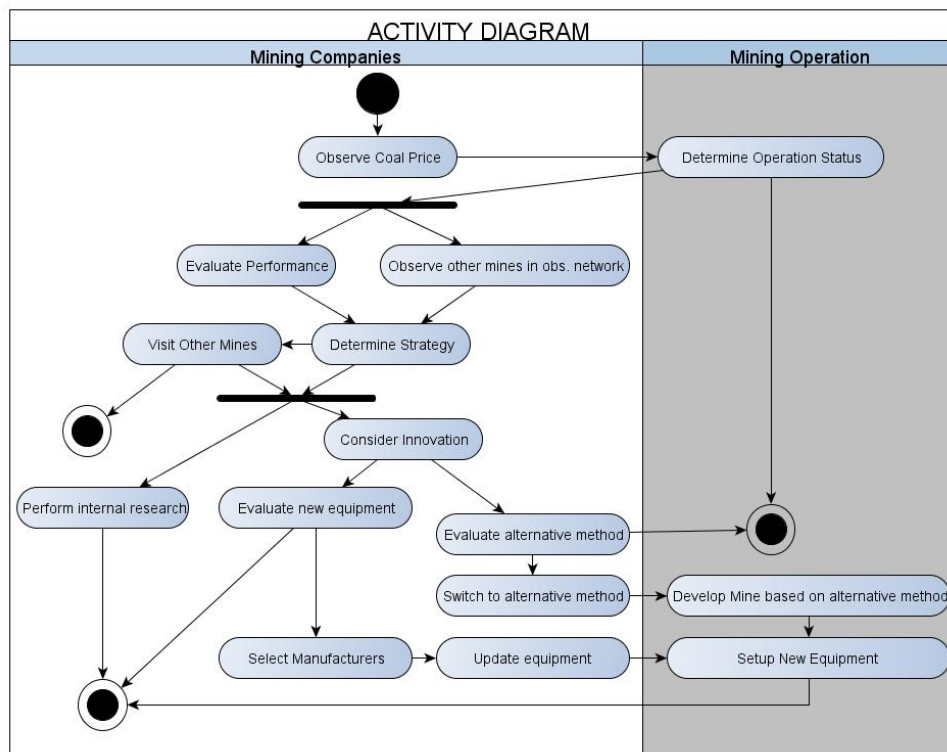 ACTIVITY DIAGRAM
Mining Companies
Mining Operation
Observe Coal Price
Determine Operation Status
Evaluate Performance
Observe other mines in obs. network
Visit Other Mines
Determine Strategy
Consider Innovation
Perform internal research
Evaluate new equipment
Evaluate alternative method
Switch to alternative method
Develop Mine based on alternative method
Select Manufacturers
Update equipment
Setup New Equipment